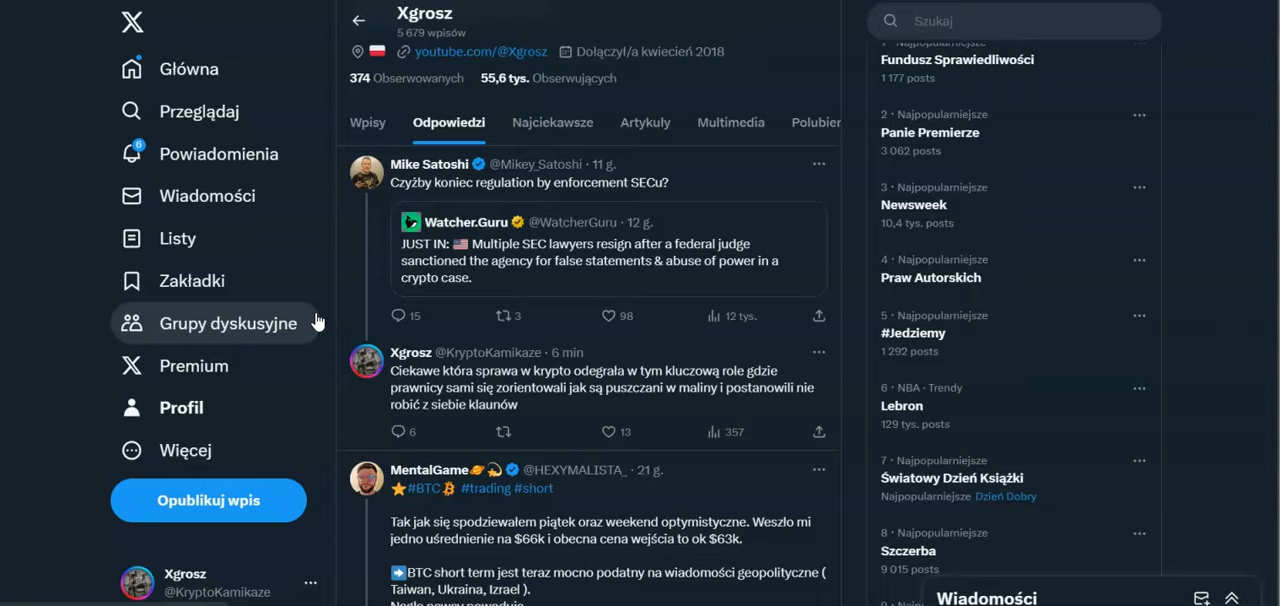 X
Główna
Przeglądaj
6
Powiadomienia
Wiadomości
Listy
Zakładki
Grupy dyskusyjne
Premium
Profil
Więcej
Opublikuj wpis
Xgrosz
@KryptoKamikaze
Xgrosz
5 679 wpisów
youtube.com/@Xgrosz Dołączył/a kwiecień 2018
374 Obserwowanych 55,6 tys. Obserwujących
Wpisy Odpowiedzi Najciekawsze Artykuły Multimedia Polubier
Mike Satoshi @Mikey_Satoshi · 11 g.
Czyżby koniec regulation by enforcement SECu?
Watcher.Guru @WatcherGuru · 12 g.
JUST IN: 🇺🇸 Multiple SEC lawyers resign after a federal judge
sanctioned the agency for false statements & abuse of power in a
crypto case.
15 3 98 12 tys.
Xgrosz @KryptoKamikaze · 6 min
Ciekawe która sprawa w krypto odegrała w tym kluczową role gdzie
prawnicy sami się zorientowali jak są puszczani w maliny i postanowili nie
robić z siebie klaunów
6 13 357
MentalGame🪐💫 @HEXYMALISTA_ · 21 g.
⭐#BTC #trading #short
Tak jak się spodziewałem piątek oraz weekend optymistyczne. Weszło mi
jedno uśrednienie na $66k i obecna cena wejścia to ok $63k.
➡️BTC short term jest teraz mocno podatny na wiadomości geopolityczne (
Taiwan, Ukraina, Izrael ).
Szukaj
1 · Najpopularniejsze
Fundusz Sprawiedliwości
1 177 posts
2 · Najpopularniejsze
Panie Premierze
3 062 posts
3 · Najpopularniejsze
Newsweek
10,4 tys. posts
4 · Najpopularniejsze
Praw Autorskich
5 · Najpopularniejsze
#Jedziemy
1 292 posts
6 · NBA · Trendy
Lebron
129 tys. posts
7 · Najpopularniejsze
Światowy Dzień Książki
Najpopularniejsze Dzień Dobry
8 · Najpopularniejsze
Szczerba
9 015 posts
Wiadomości